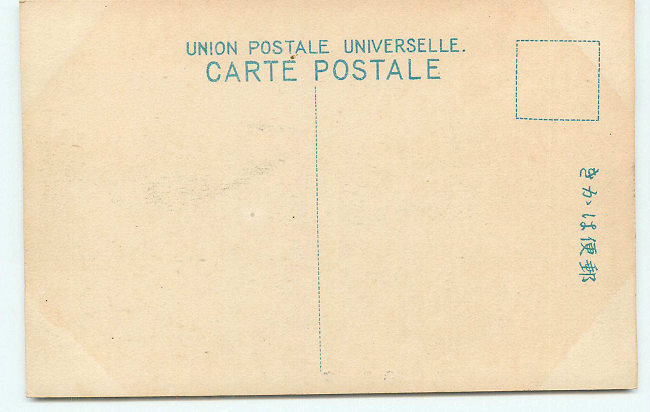 UNION POSTALE UNIVERSELLE.
CARTE POSTALE
郵便はかき